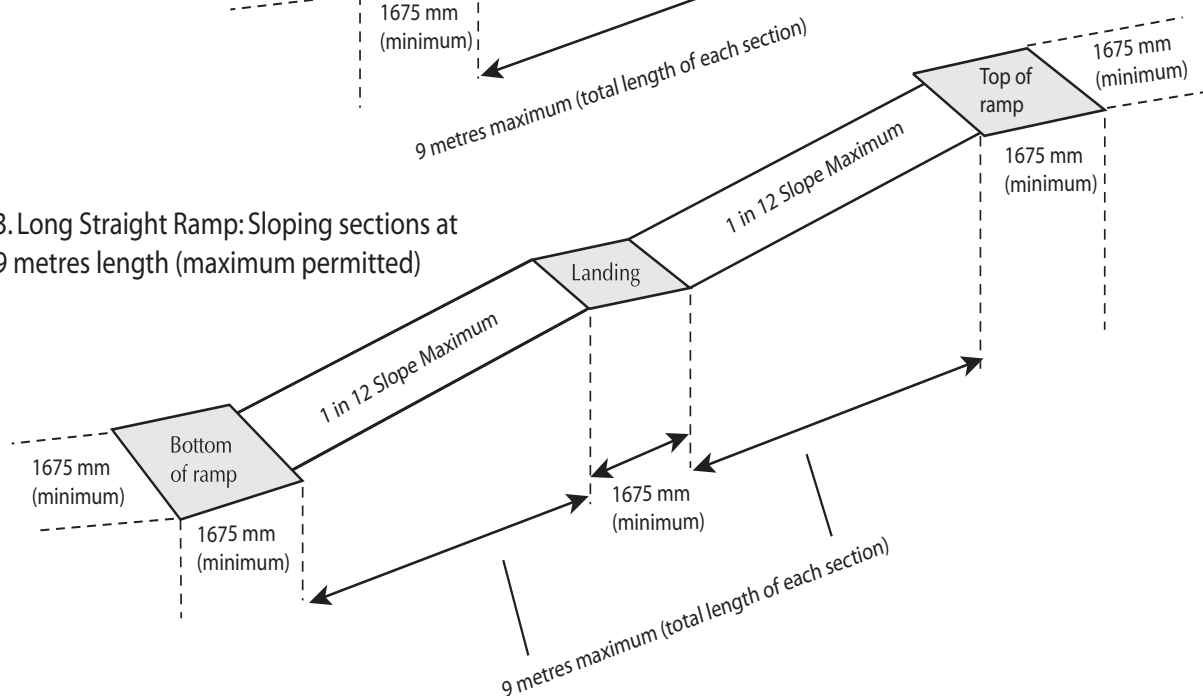 1675 mm
(minimum)
9 metres maximum (total length of each section)
Top of
ramp
1675 mm
(minimum)
1675 mm
(minimum)
1 in 12 Slope Maximum
3. Long Straight Ramp: Sloping sections at
9 metres length (maximum permitted)
Landing
1 in 12 Slope Maximum
Bottom
of ramp
1675 mm
(minimum)
1675 mm
(minimum)
1675 mm
(minimum)
9 metres maximum (total length of each section)